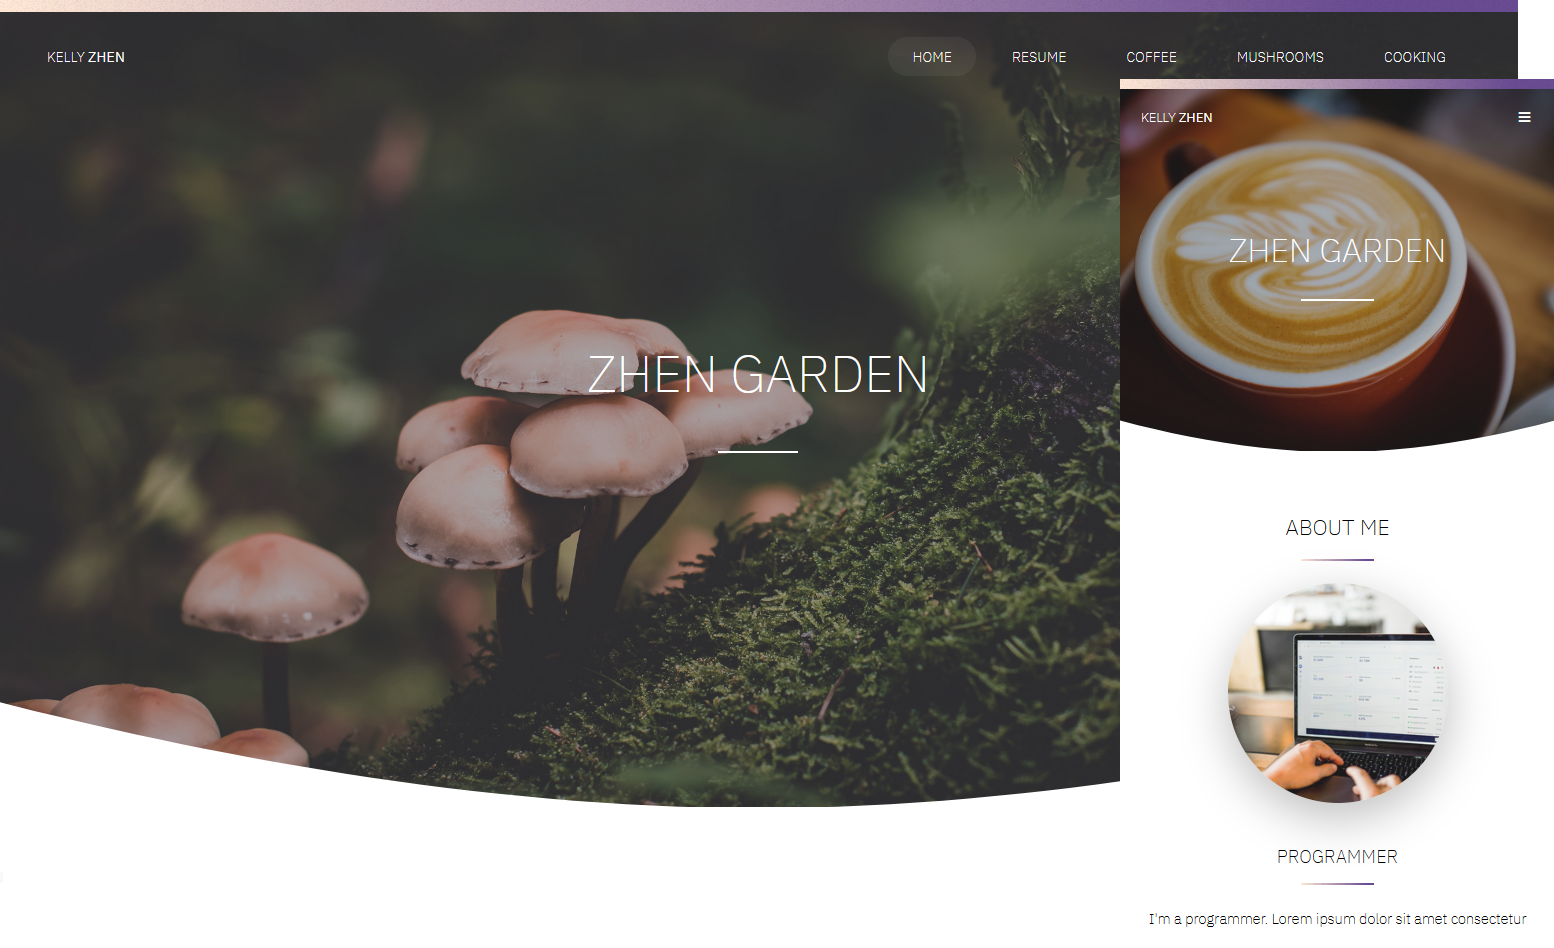 KELLY ZHEN
HOME RESUME COFFEE MUSHROOMS COOKING
ZHEN GARDEN
KELLY ZHEN
ZHEN GARDEN
ABOUT ME
PROGRAMMER
I'm a programmer. Lorem ipsum dolor sit amet consectetur